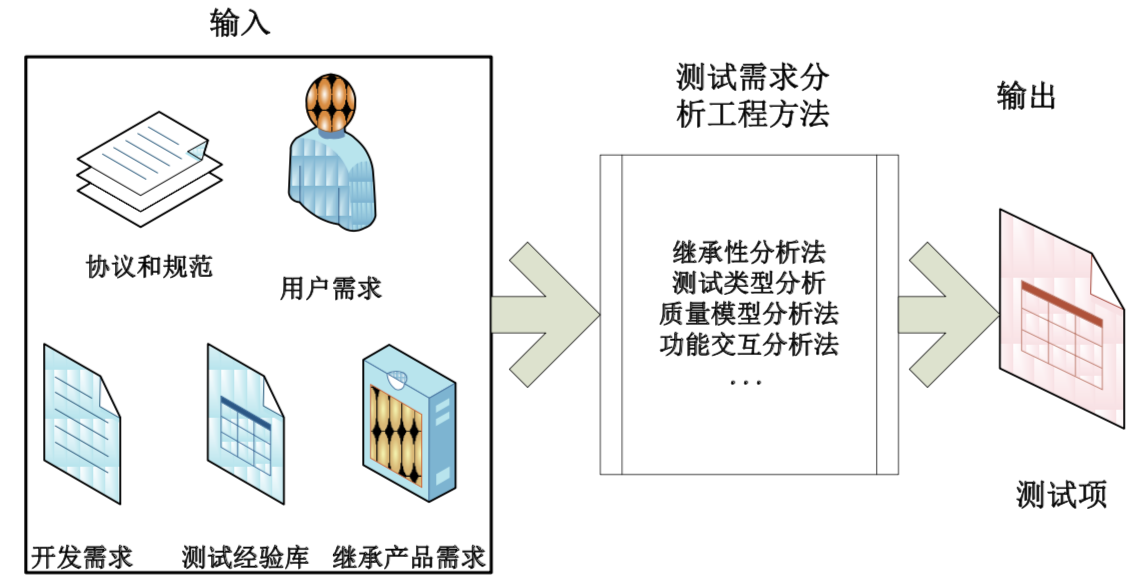 输入
协议和规范
用户需求
开发需求
测试经验库
继承产品需求
测试需求分
析工程方法
继承性分析法
测试类型分析
质量模型分析法
功能交互分析法
...
输出
测试项